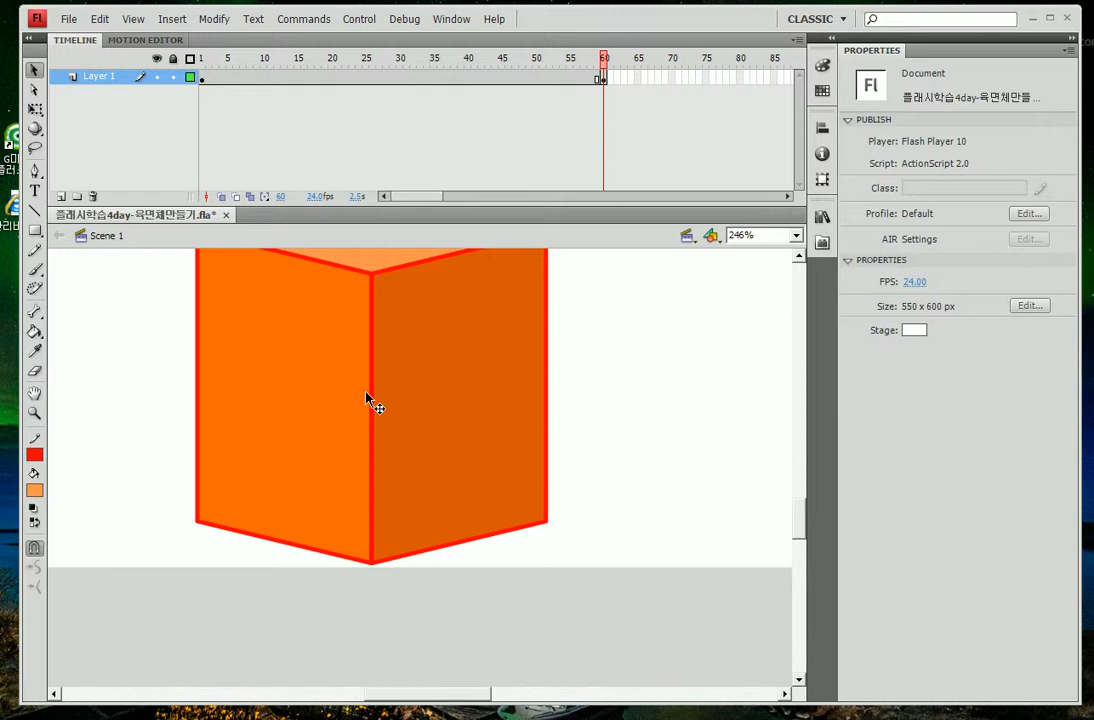 Fl File Edit View Insert Modify Text Commands Control Debug Window Help CLASSIC
TIMELINE MOTION EDITOR
1 5 10 15 20 25 30 35 40 45 50 55 60 65 70 75 80 85
Layer 1
60 24.0fps 2.5s
플래시학습4day-육면체만들기.fla*
Scene 1 246%
PROPERTIES
Fl Document
플래시학습4day-육면체만들 ...
PUBLISH
Player: Flash Player 10
Script: ActionScript 2.0
Class:
Profile: Default Edit...
AIR Settings Edit...
PROPERTIES
FPS: 24.00
Size: 550 x 600 px Edit...
Stage:
T